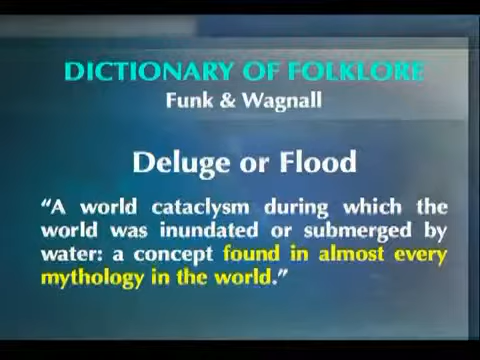 DICTIONARY OF FOLKLORE
Funk & Wagnall
Deluge or Flood
“A world cataclysm during which the
world was inundated or submerged by
water: a concept found in almost every
mythology in the world.”